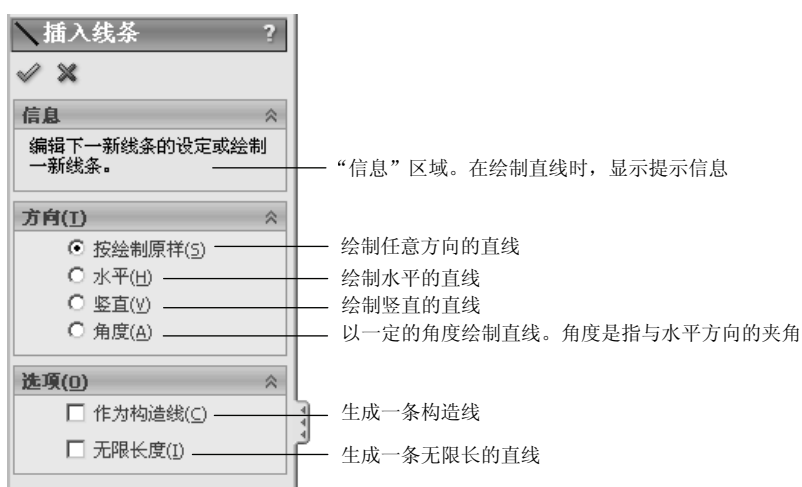 插入线条 ?
信息
编辑下一新线条的设定或绘制
一新线条。
“信息”区域。在绘制直线时，显示提示信息
方向(T)
按绘制原样(S)
绘制任意方向的直线
水平(H)
绘制水平的直线
竖直(V)
绘制竖直的直线
角度(A)
以一定的角度绘制直线。角度是指与水平方向的夹角
选项(O)
作为构造线(C)
生成一条构造线
无限长度(I)
生成一条无限长的直线